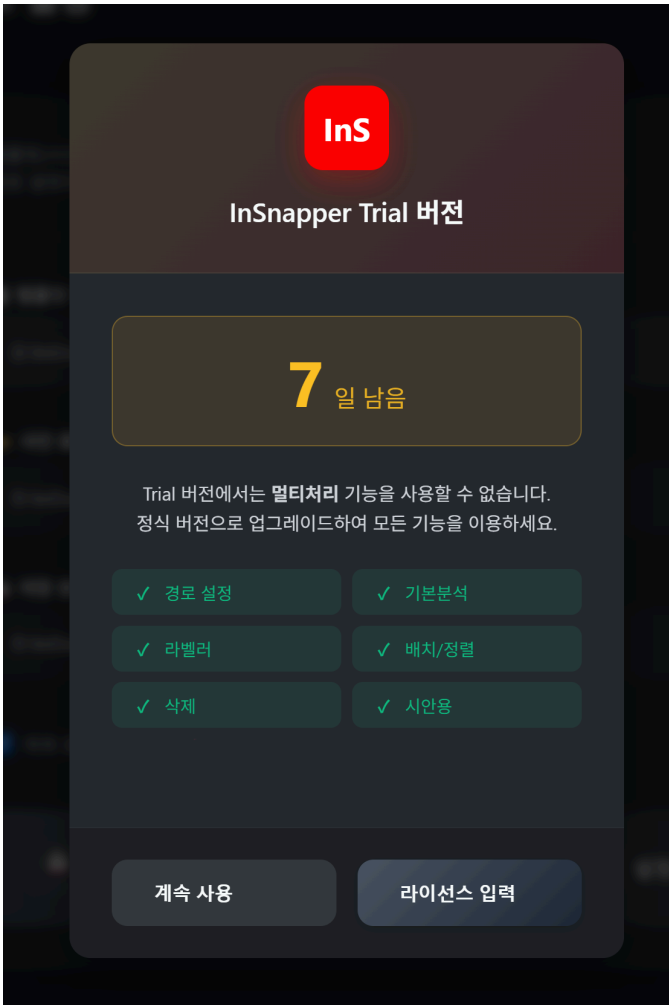 InS
InSnapper Trial 버전
7 일 남음
Trial 버전에서는 멀티처리 기능을 사용할 수 없습니다.
정식 버전으로 업그레이드하여 모든 기능을 이용하세요.
✓ 경로 설정
✓ 기본분석
✓ 라벨러
✓ 배치/정렬
✓ 삭제
✓ 시안용
계속 사용
라이선스 입력